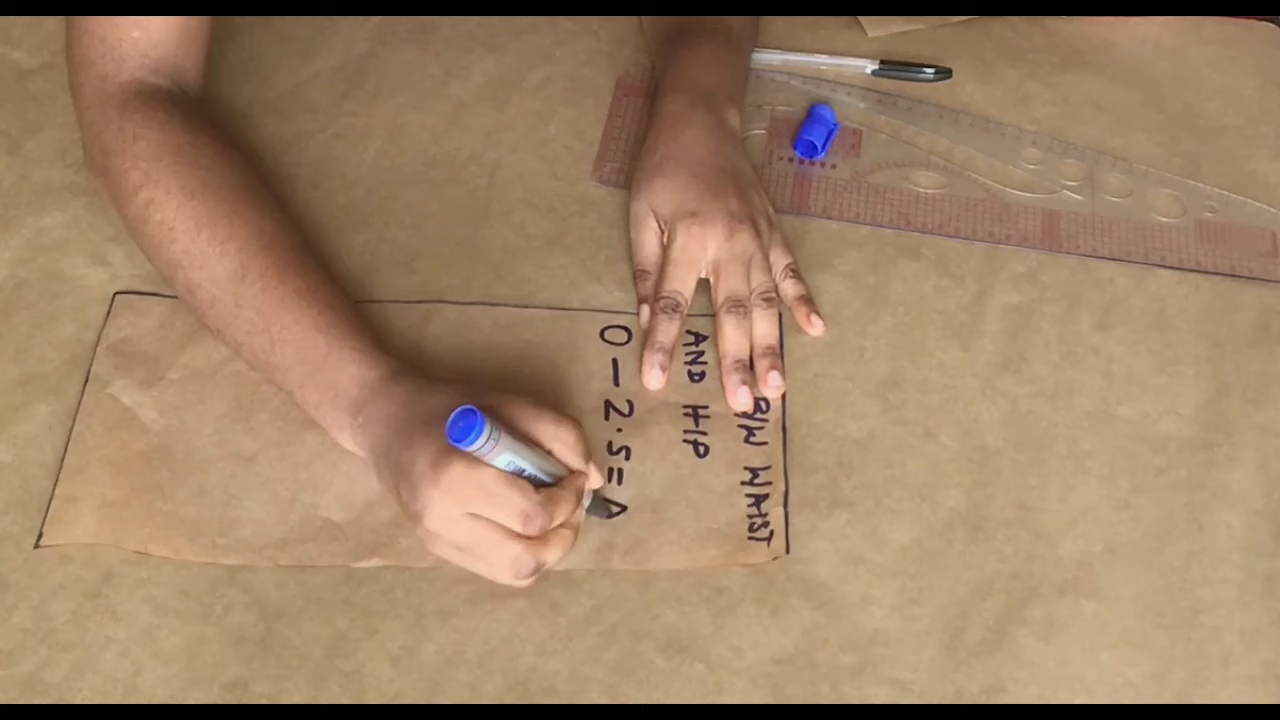 B/W WAIST
AND HIP
0 — 2.5 =